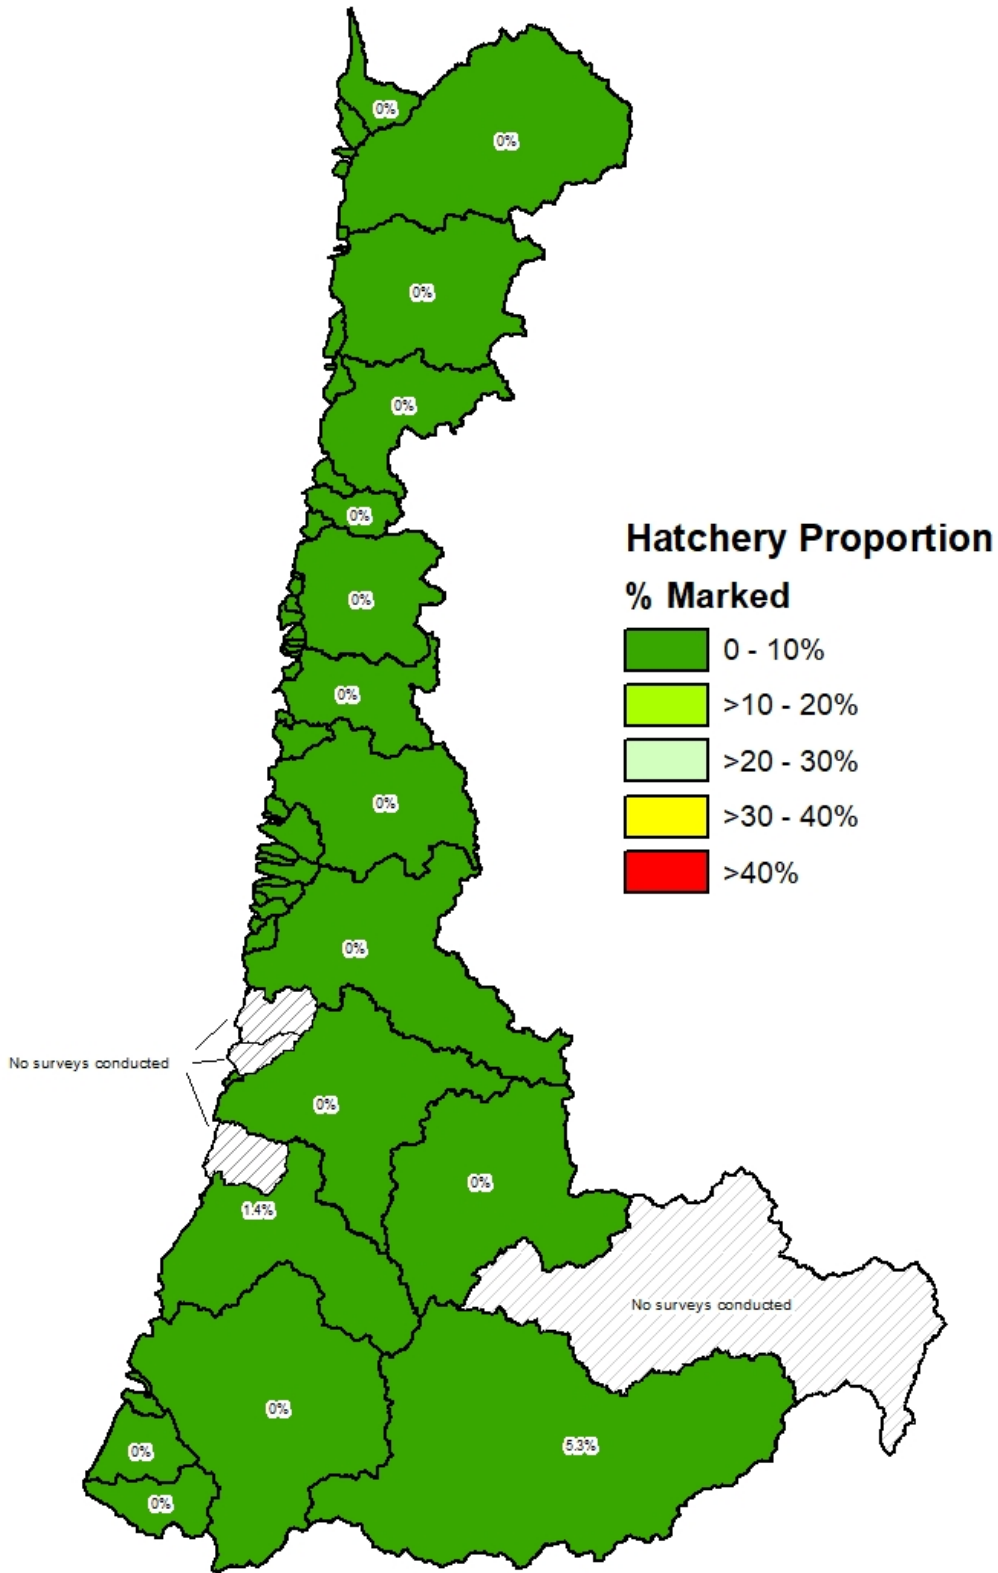 0%
0%
0%
0%
0%
Hatchery Proportion
% Marked
0 - 10%
>10 - 20%
>20 - 30%
>30 - 40%
>40%
0%
0%
0%
0%
No surveys conducted
0%
0%
1.4%
No surveys conducted
0%
5.3%
0%
0%